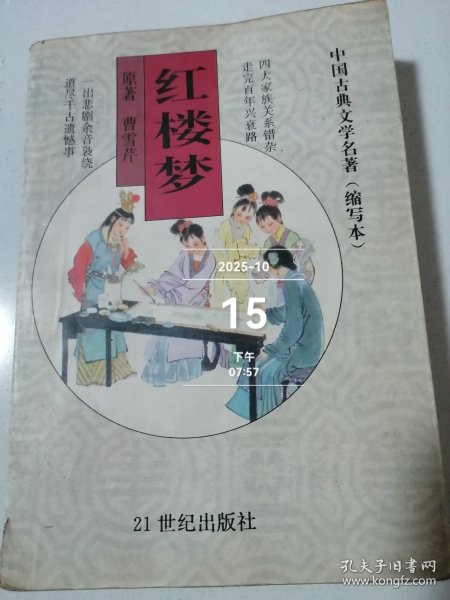 中国古典文学名著（缩写本）
四大家族关系错杂
走完百年兴衰路
红楼梦
原著 曹雪芹
一出悲剧余音袅绕
道尽千古遗憾事
2025-10
15
下午
07:57
21世纪出版社
孔夫子旧书网
www.kongfz.com